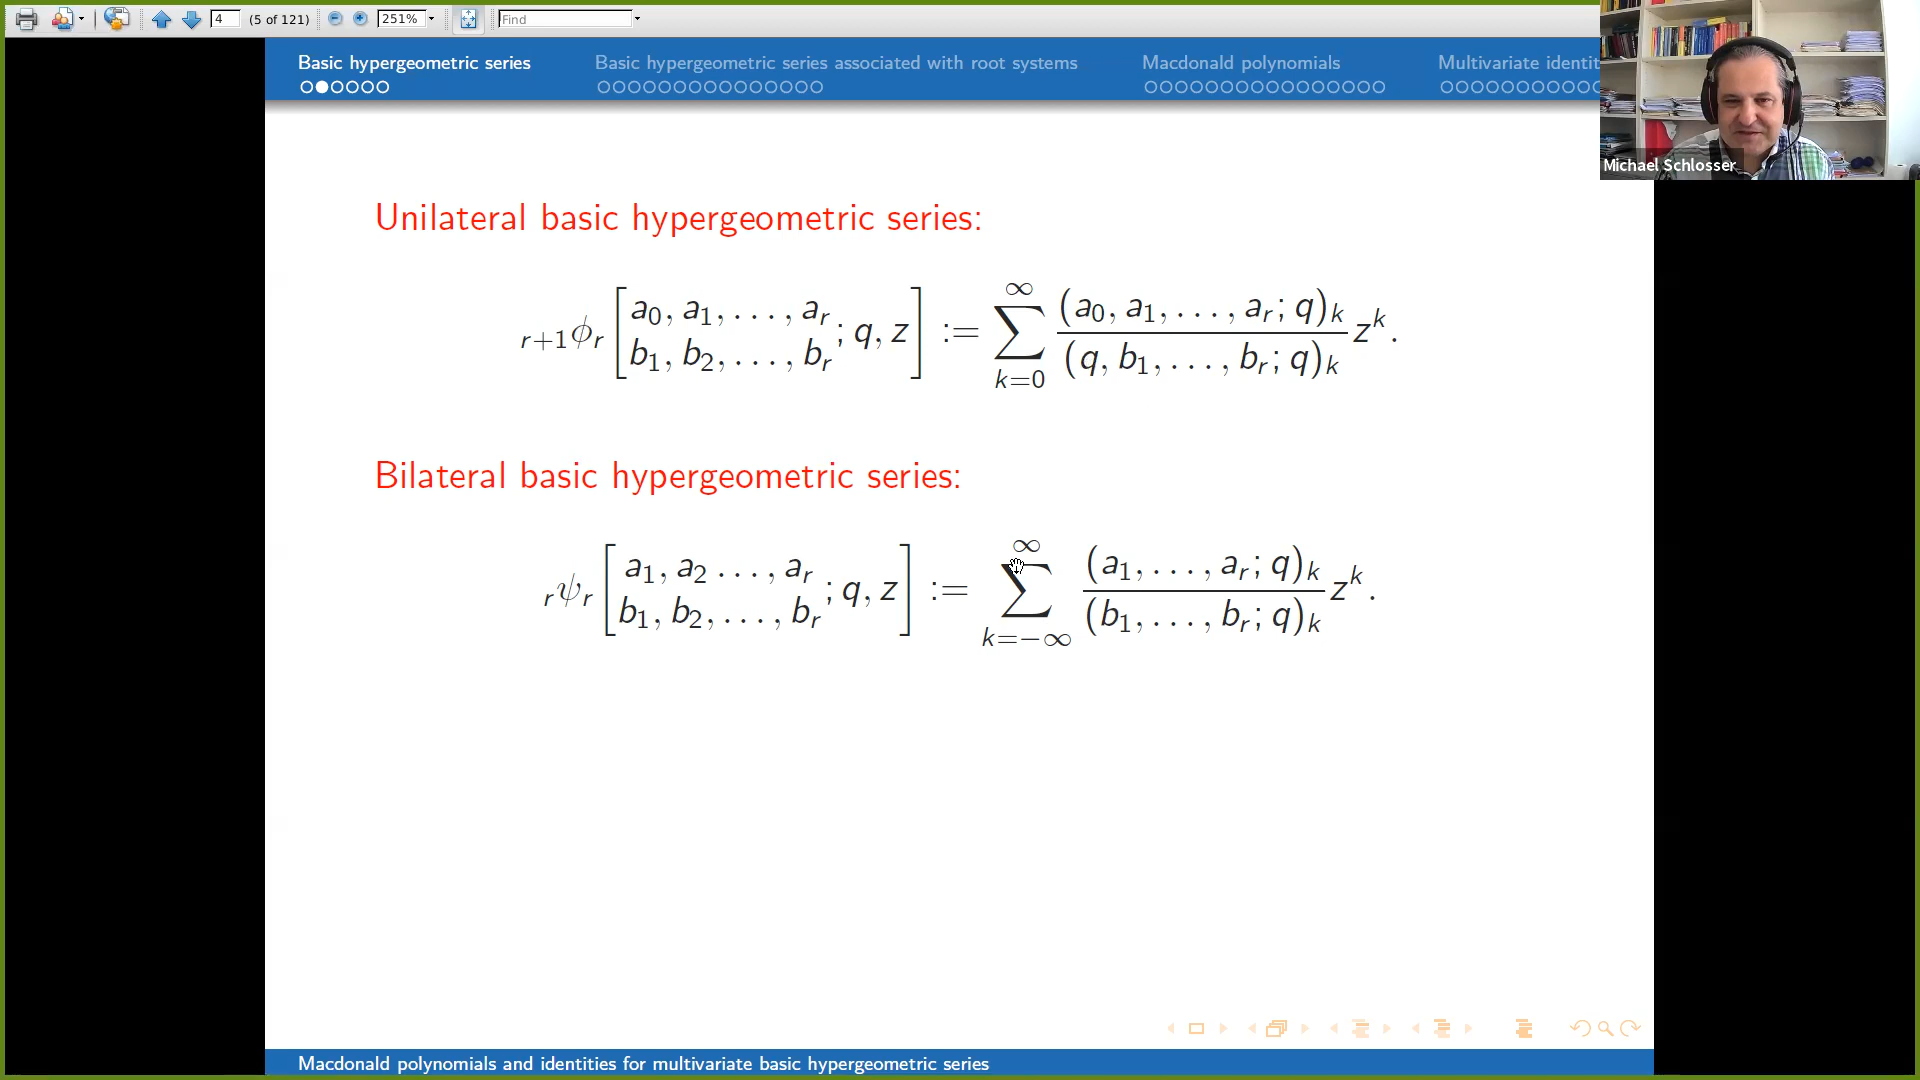 4 (5 of 121) 251% Find
Basic hypergeometric series Basic hypergeometric series associated with root systems Macdonald polynomials Multivariate identit
Michael Schlosser
Unilateral basic hypergeometric series:
r+1ϕr [a0, a1, . . . , ar ; b1, b2, . . . , br ; q, z] := ∑_{k=0}^{∞} (a0, a1, . . . , ar; q)k / (q, b1, . . . , br; q)k z^k.
Bilateral basic hypergeometric series:
rψr [a1, a2 . . . , ar ; b1, b2, . . . , br ; q, z] := ∑_{k=−∞}^{∞} (a1, . . . , ar; q)k / (b1, . . . , br; q)k z^k.
Macdonald polynomials and identities for multivariate basic hypergeometric series